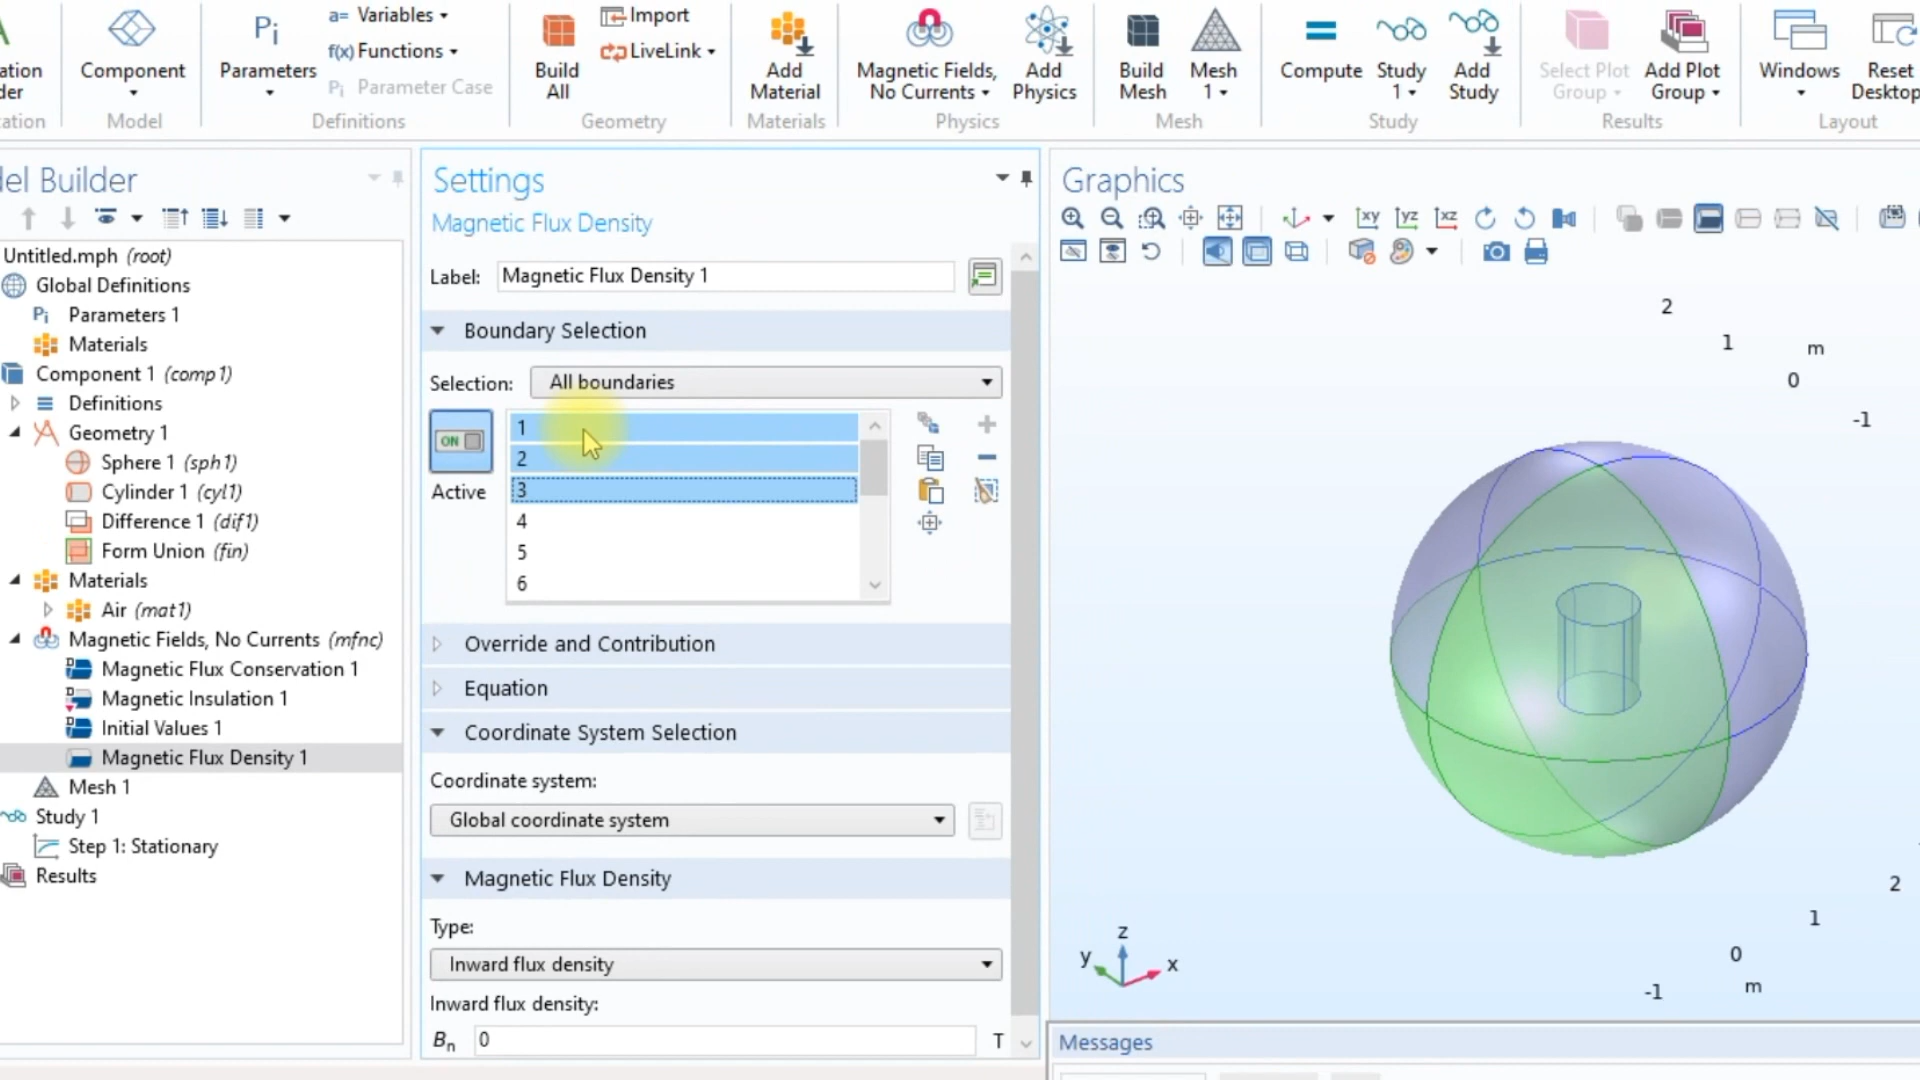 a= Variables
f(x) Functions
Pi Parameter Case
Import
LiveLink
ation
Component
Pi
Parameters
Build
All
Add
Material
Magnetic Fields,
No Currents
Add
Physics
Build
Mesh
Mesh
1
Compute
Study
1
Add
Study
Select Plot
Group
Add Plot
Group
Windows
Reset
Desktop
der
ation
Model
Definitions
Geometry
Materials
Physics
Mesh
Study
Results
Layout
el Builder
Untitled.mph (root)
Global Definitions
Pi Parameters 1
Materials
Component 1 (comp1)
Definitions
Geometry 1
Sphere 1 (sph1)
Cylinder 1 (cyl1)
Difference 1 (dif1)
Form Union (fin)
Materials
Air (mat1)
Magnetic Fields, No Currents (mfnc)
Magnetic Flux Conservation 1
Magnetic Insulation 1
Initial Values 1
Magnetic Flux Density 1
Mesh 1
Study 1
Step 1: Stationary
Results
Settings
Magnetic Flux Density
Label: Magnetic Flux Density 1
Boundary Selection
Selection: All boundaries
ON
Active
1
2
3
4
5
6
Override and Contribution
Equation
Coordinate System Selection
Coordinate system:
Global coordinate system
Magnetic Flux Density
Type:
Inward flux density
Inward flux density:
Bn 0 T
Graphics
xy yz xz
2
1
m
0
-1
2
1
0
m
-1
z
y
x
Messages